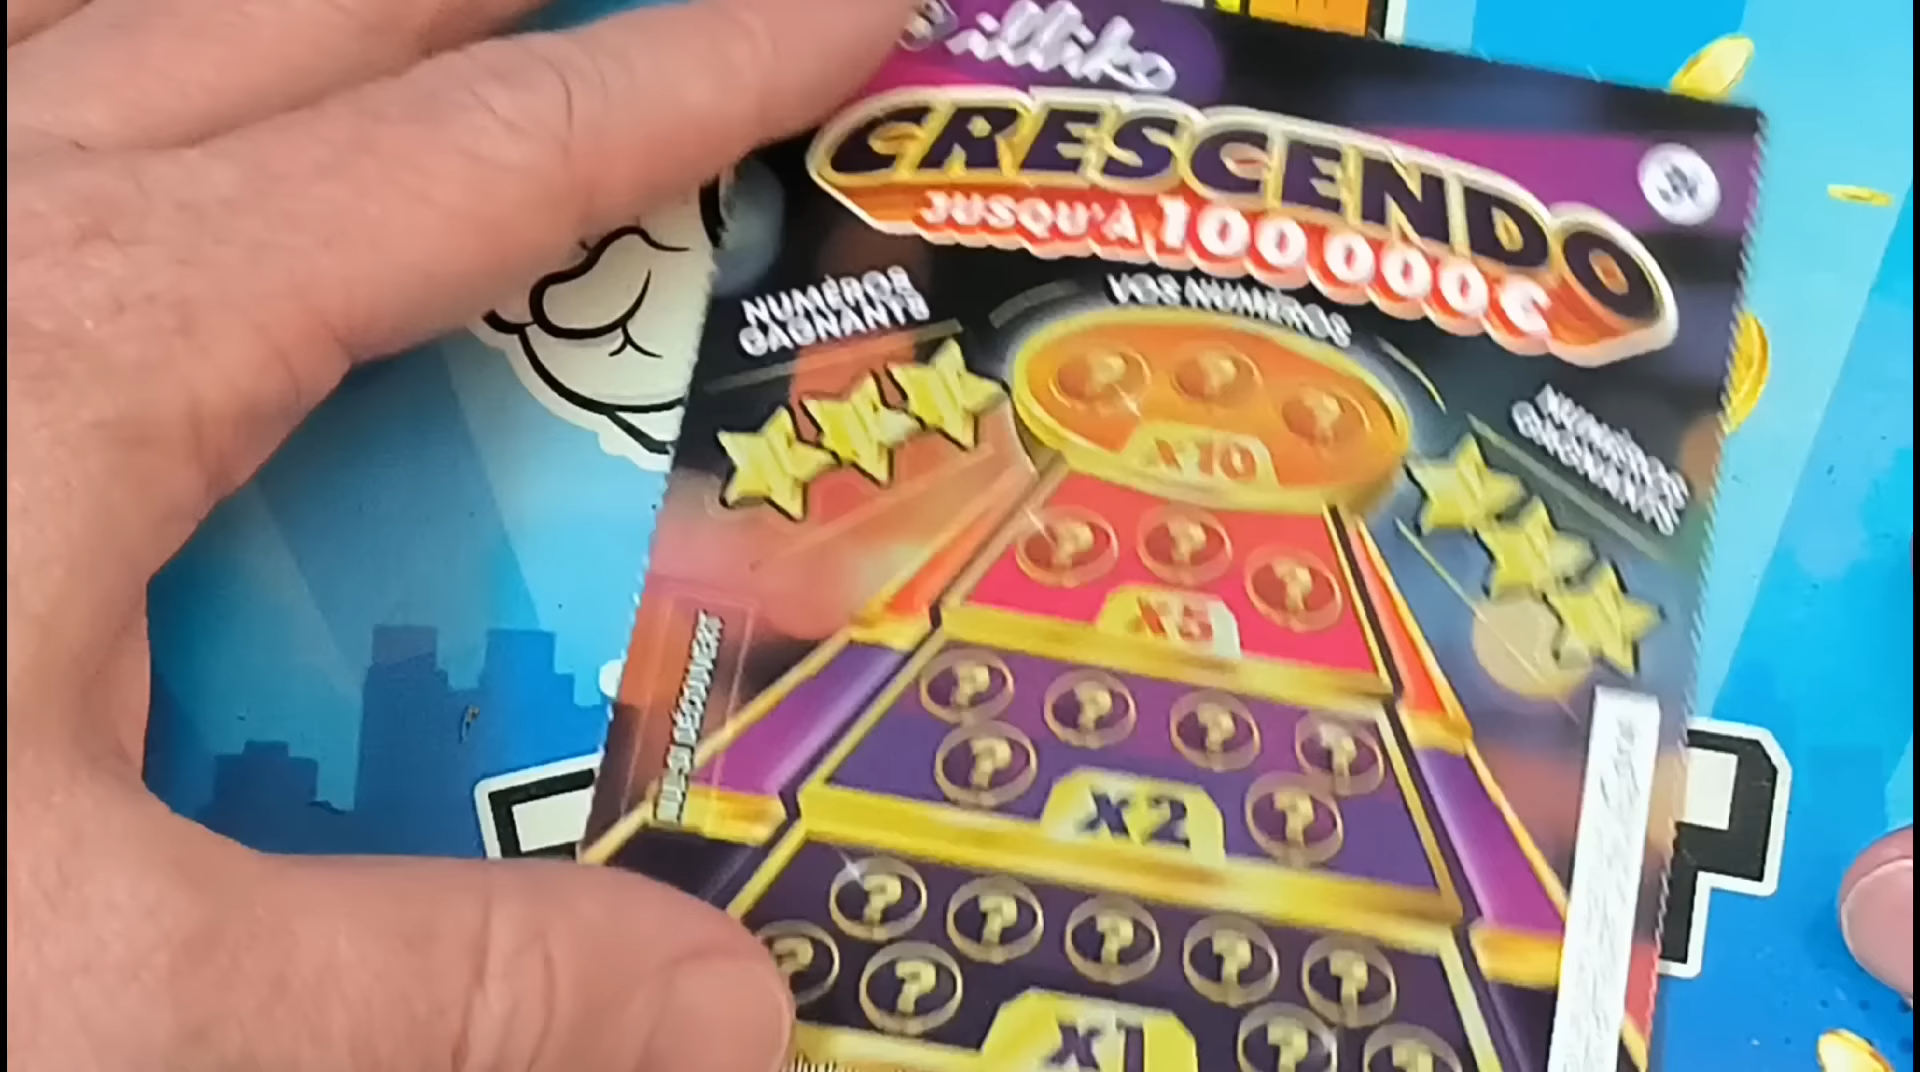 illiko
CRESCENDO
JUSQU'À 100 000€
NUMÉROS
GAGNANTS
VOS NUMÉROS
NUMÉROS
GAGNANTS
X10
X5
X2
X1